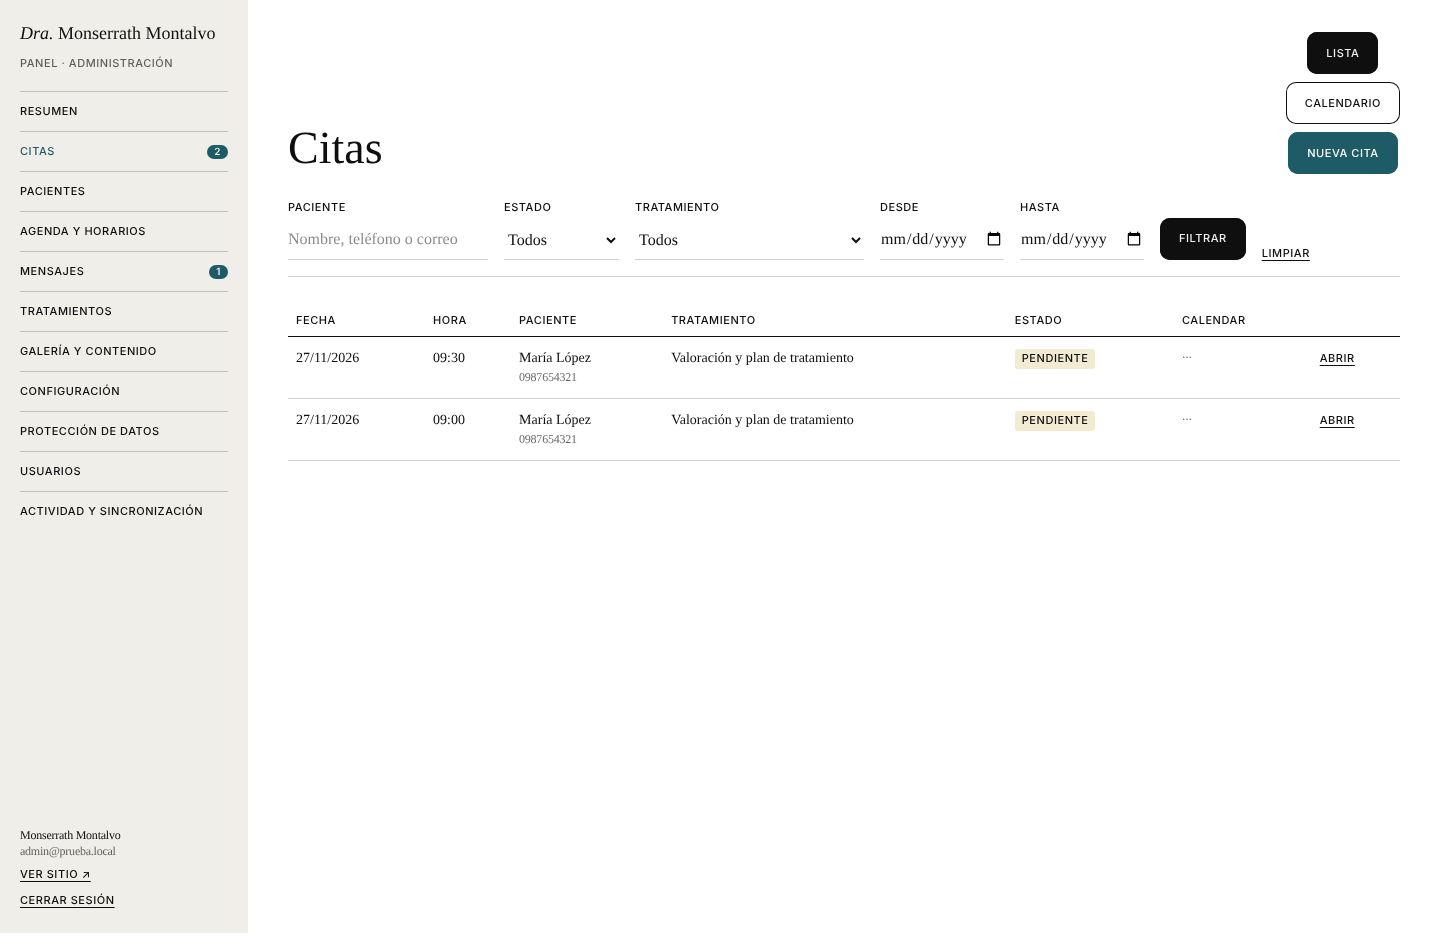 Dra. Monserrath Montalvo
PANEL · ADMINISTRACIÓN
RESUMEN
CITAS 2
PACIENTES
AGENDA Y HORARIOS
MENSAJES 1
TRATAMIENTOS
GALERÍA Y CONTENIDO
CONFIGURACIÓN
PROTECCIÓN DE DATOS
USUARIOS
ACTIVIDAD Y SINCRONIZACIÓN
Monserrath Montalvo
admin@prueba.local
VER SITIO ↗
CERRAR SESIÓN
LISTA
CALENDARIO
NUEVA CITA
Citas
PACIENTE ESTADO TRATAMIENTO DESDE HASTA
Nombre, teléfono o correo Todos Todos mm/dd/yyyy mm/dd/yyyy FILTRAR LIMPIAR
FECHA HORA PACIENTE TRATAMIENTO ESTADO CALENDAR
27/11/2026 09:30 María López Valoración y plan de tratamiento PENDIENTE ... ABRIR
0987654321
27/11/2026 09:00 María López Valoración y plan de tratamiento PENDIENTE ... ABRIR
0987654321